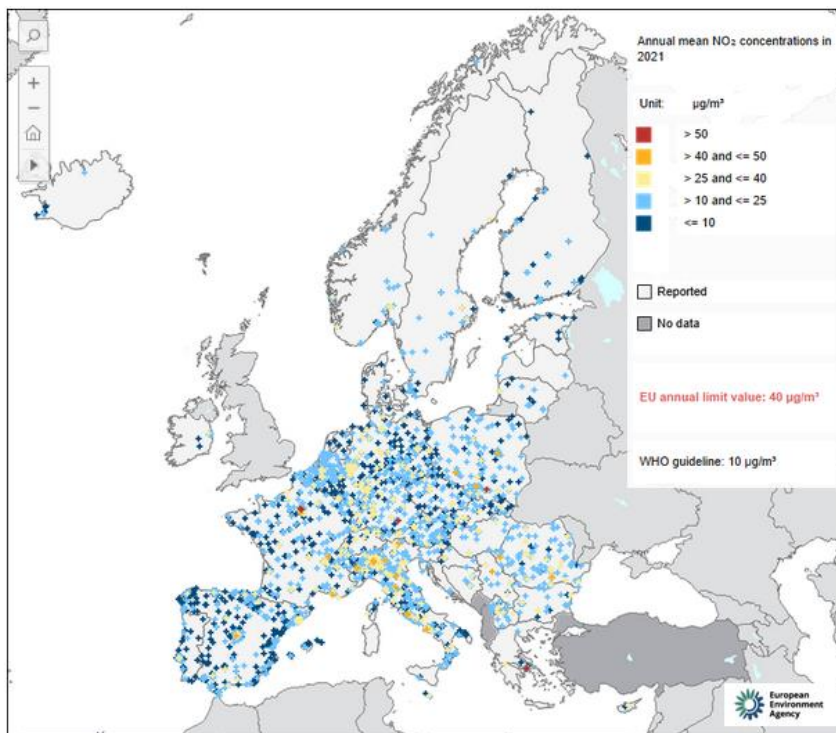 Annual mean NO₂ concentrations in
2021
Unit: µg/m³
> 50
> 40 and <= 50
> 25 and <= 40
> 10 and <= 25
<= 10
Reported
No data
EU annual limit value: 40 µg/m³
WHO guideline: 10 µg/m³
European
Environment
Agency